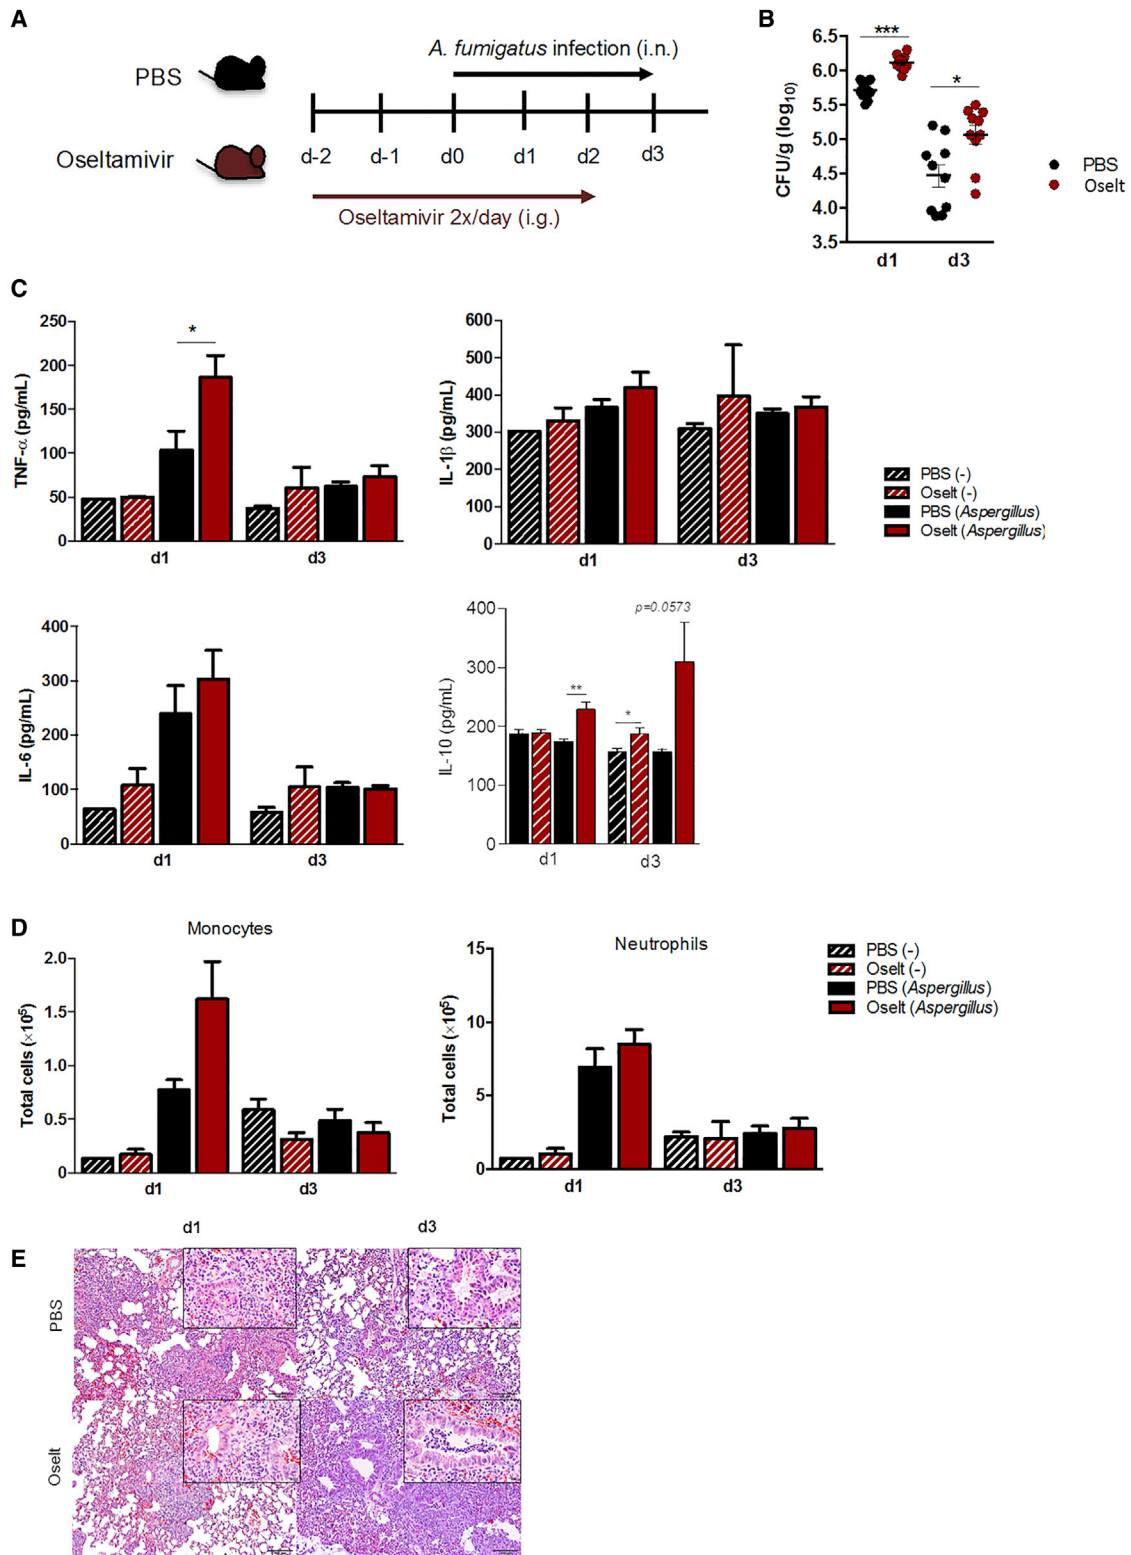 A
PBS
Oseltamivir
A. fumigatus infection (i.n.)
d-2 d-1 d0 d1 d2 d3
Oseltamivir 2x/day (i.g.)
B
CFU/g (log10)
6.5
6.0
5.5
5.0
4.5
4.0
3.5
***
*
d1 d3
PBS
Oselt
C
TNF-α (pg/mL)
250
200
150
100
50
0
*
d1 d3
IL-1β (pg/mL)
600
500
400
300
200
100
0
d1 d3
PBS (-)
Oselt (-)
PBS (Aspergillus)
Oselt (Aspergillus)
IL-6 (pg/mL)
400
300
200
100
0
d1 d3
IL-10 (pg/mL)
400
300
200
100
0
**
*
p=0.0573
d1 d3
D
Monocytes
Total cells (×10⁵)
2.0
1.5
1.0
0.5
0
d1 d3
Neutrophils
Total cells (×10⁵)
15
10
5
0
d1 d3
PBS (-)
Oselt (-)
PBS (Aspergillus)
Oselt (Aspergillus)
E
d1 d3
PBS
Oselt